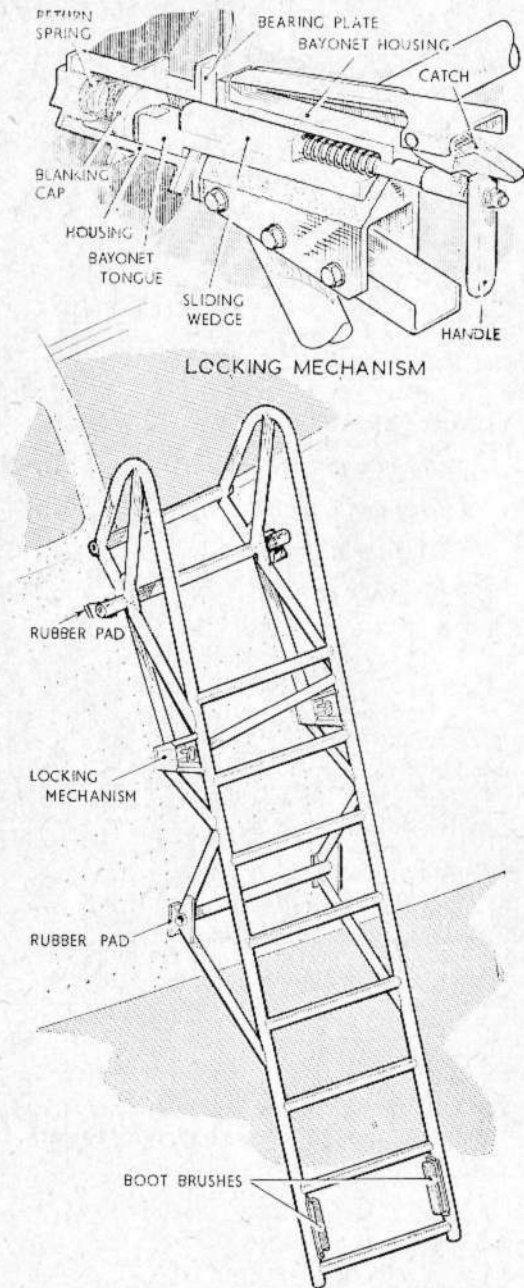 RETURN
SPRING
BEARING PLATE
BAYONET HOUSING
CATCH
BLANKING
CAP
HOUSING
BAYONET
TONGUE
SLIDING
WEDGE
HANDLE
LOCKING MECHANISM
RUBBER PAD
LOCKING
MECHANISM
RUBBER PAD
BOOT BRUSHES